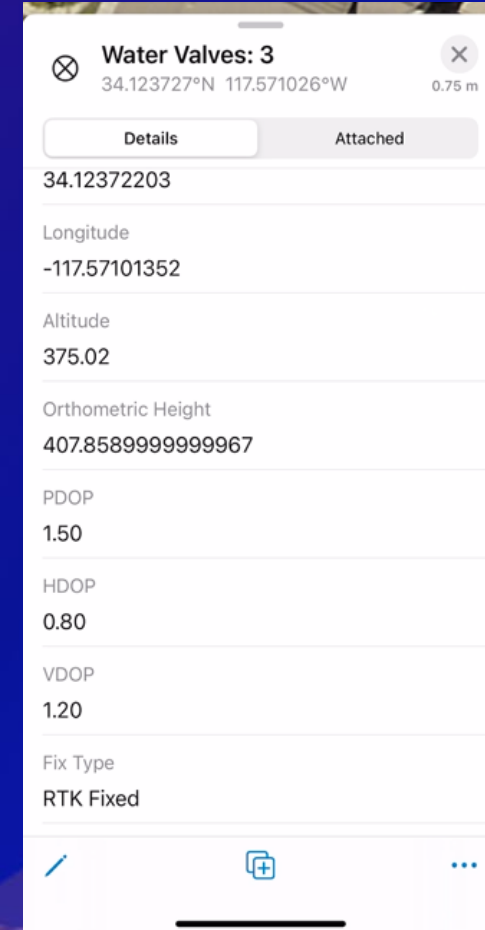 Water Valves: 3
34.123727°N 117.571026°W
0.75 m
Details
Attached
34.12372203
Longitude
-117.57101352
Altitude
375.02
Orthometric Height
407.8589999999967
PDOP
1.50
HDOP
0.80
VDOP
1.20
Fix Type
RTK Fixed